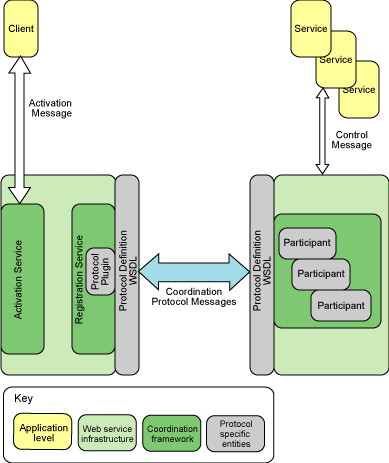 Client
Service
Service
Service
Activation
Message
Control
Message
Activation Service
Registration Service
Protocol
Plugin
Protocol Definition
WSDL
Coordination
Protocol Messages
Protocol Definition
WSDL
Participant
Participant
Participant
Key
Application
level
Web service
infrastructure
Coordination
framework
Protocol
specific
entities